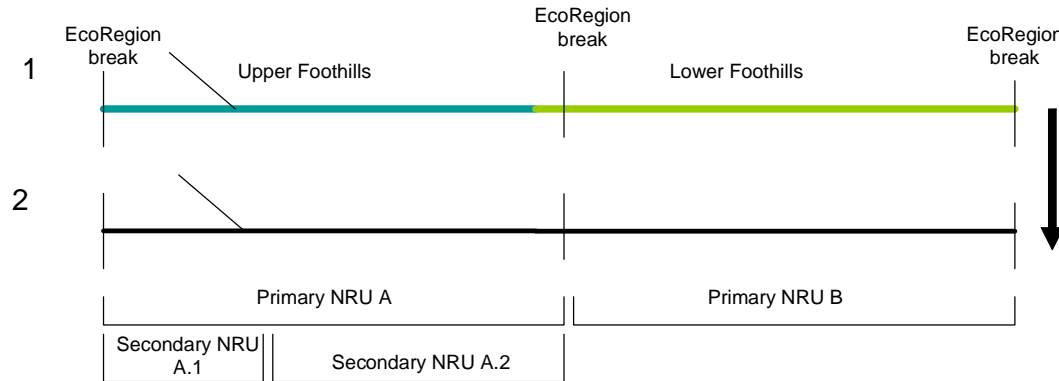 EcoRegion
break
EcoRegion
break
EcoRegion
break
1
Upper Foothills
Lower Foothills
2
Primary NRU A
Primary NRU B
Secondary NRU
A.1
Secondary NRU A.2